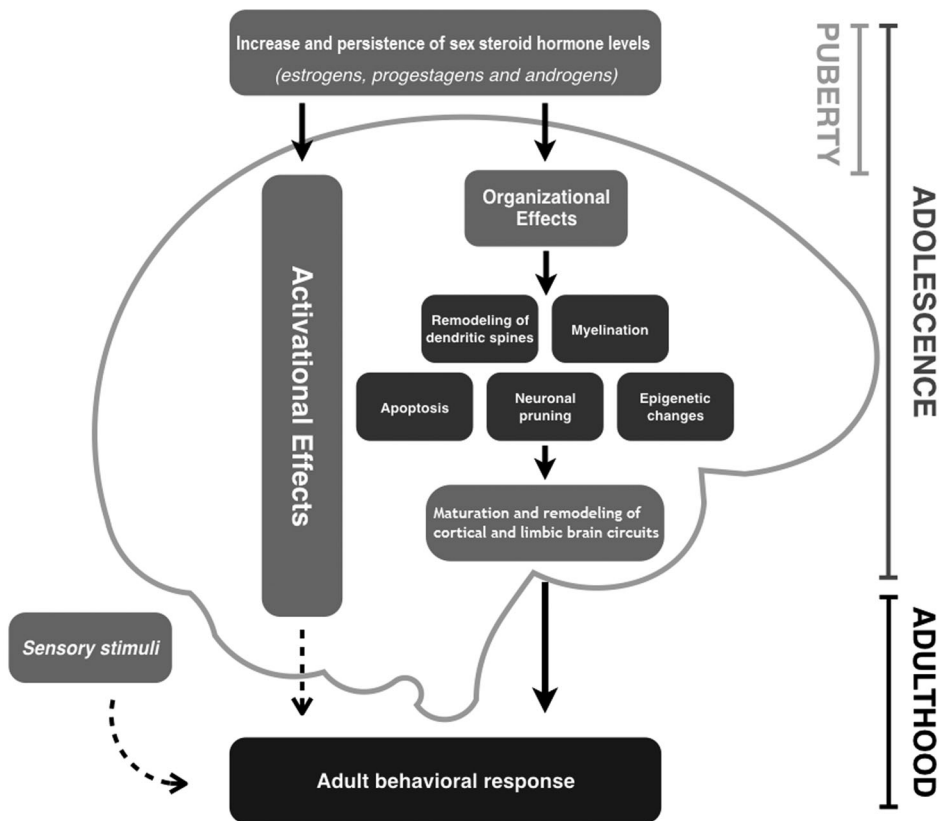 Increase and persistence of sex steroid hormone levels
(estrogens, progestagens and androgens)
PUBERTY
ADOLESCENCE
Organizational
Effects
Activational Effects
Remodeling of
dendritic spines
Myelination
Apoptosis
Neuronal
pruning
Epigenetic
changes
Maturation and remodeling of
cortical and limbic brain circuits
Sensory stimuli
ADULTHOOD
Adult behavioral response